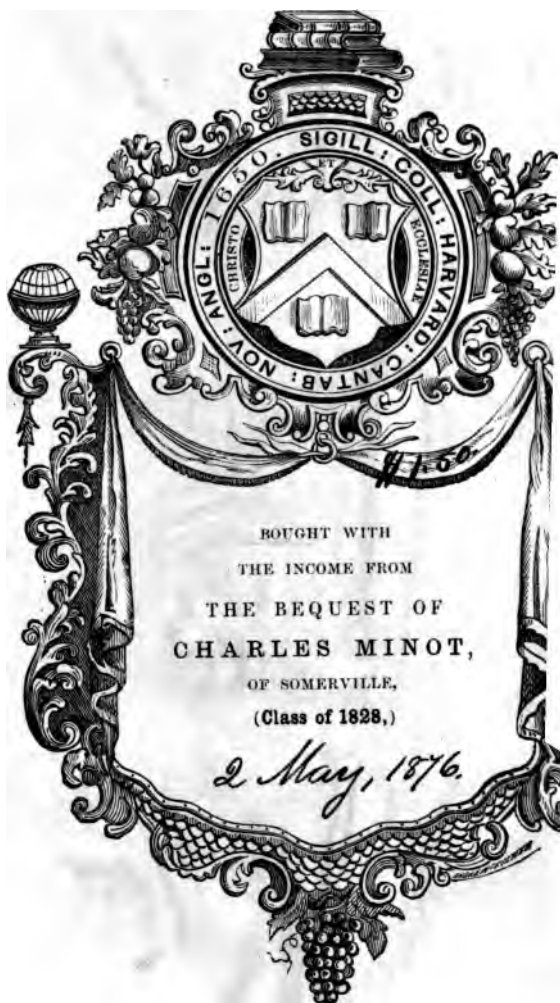 SIGILL: COLL: HARVARD: CANTAB: NOV: ANGL: 1650.
ET
CHRISTO
ECCLESIAE
$1.50.
BOUGHT WITH
THE INCOME FROM
THE BEQUEST OF
CHARLES MINOT,
OF SOMERVILLE,
(Class of 1828,)
2 May, 1876.